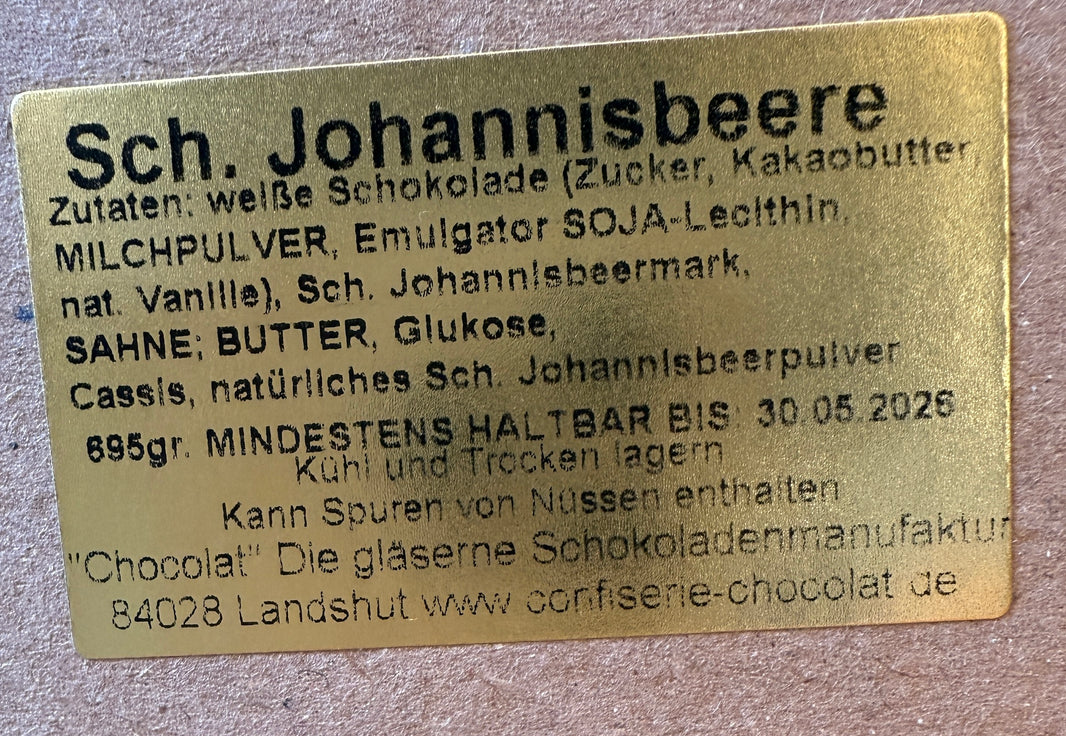 Sch. Johannisbeere
Zutaten: weiße Schokolade (Zucker, Kakaobutter,
MILCHPULVER, Emulgator SOJA-Lecithin,
nat. Vanille), Sch. Johannisbeermark,
SAHNE; BUTTER, Glukose,
Cassis, natürliches Sch. Johannisbeerpulver
695gr. MINDESTENS HALTBAR BIS: 30.05.2026
Kühl und Trocken lagern
Kann Spuren von Nüssen enthalten
"Chocolat" Die gläserne Schokoladenmanufaktur
84028 Landshut www.confiserie-chocolat.de